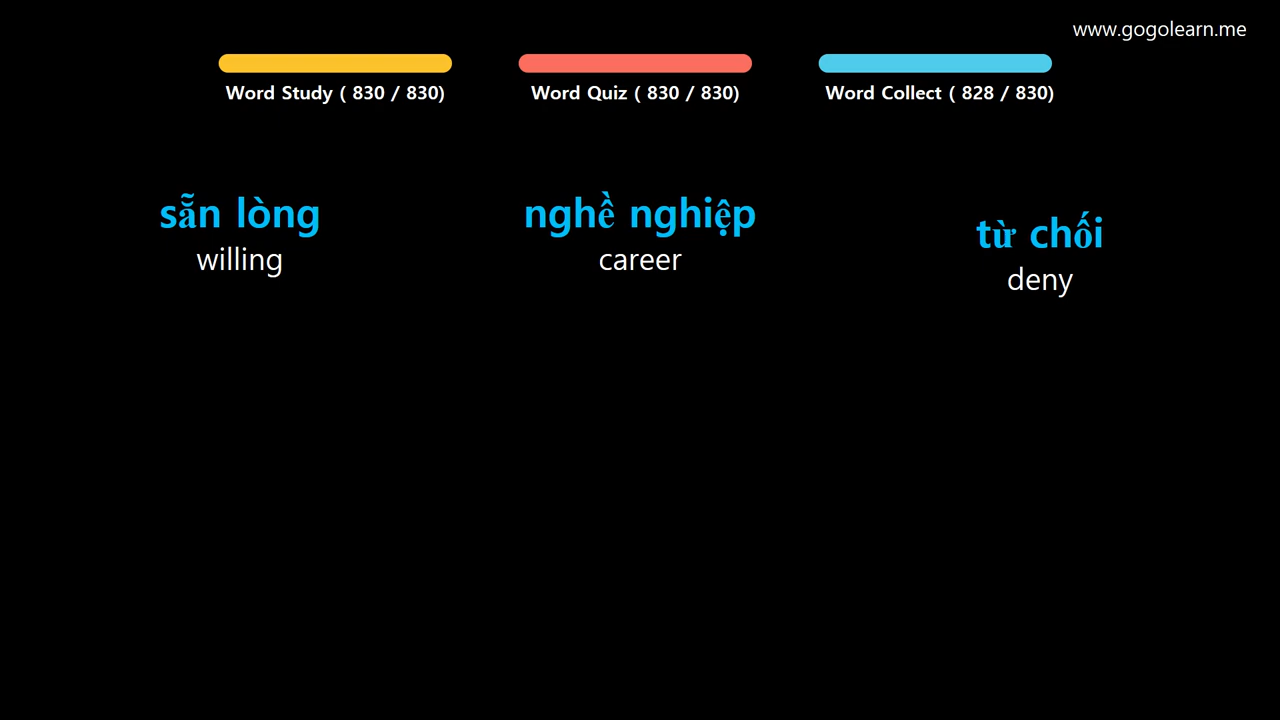 www.gogolearn.me
Word Study ( 830 / 830)
Word Quiz ( 830 / 830)
Word Collect ( 828 / 830)
sẵn lòng
willing
nghề nghiệp
career
từ chối
deny